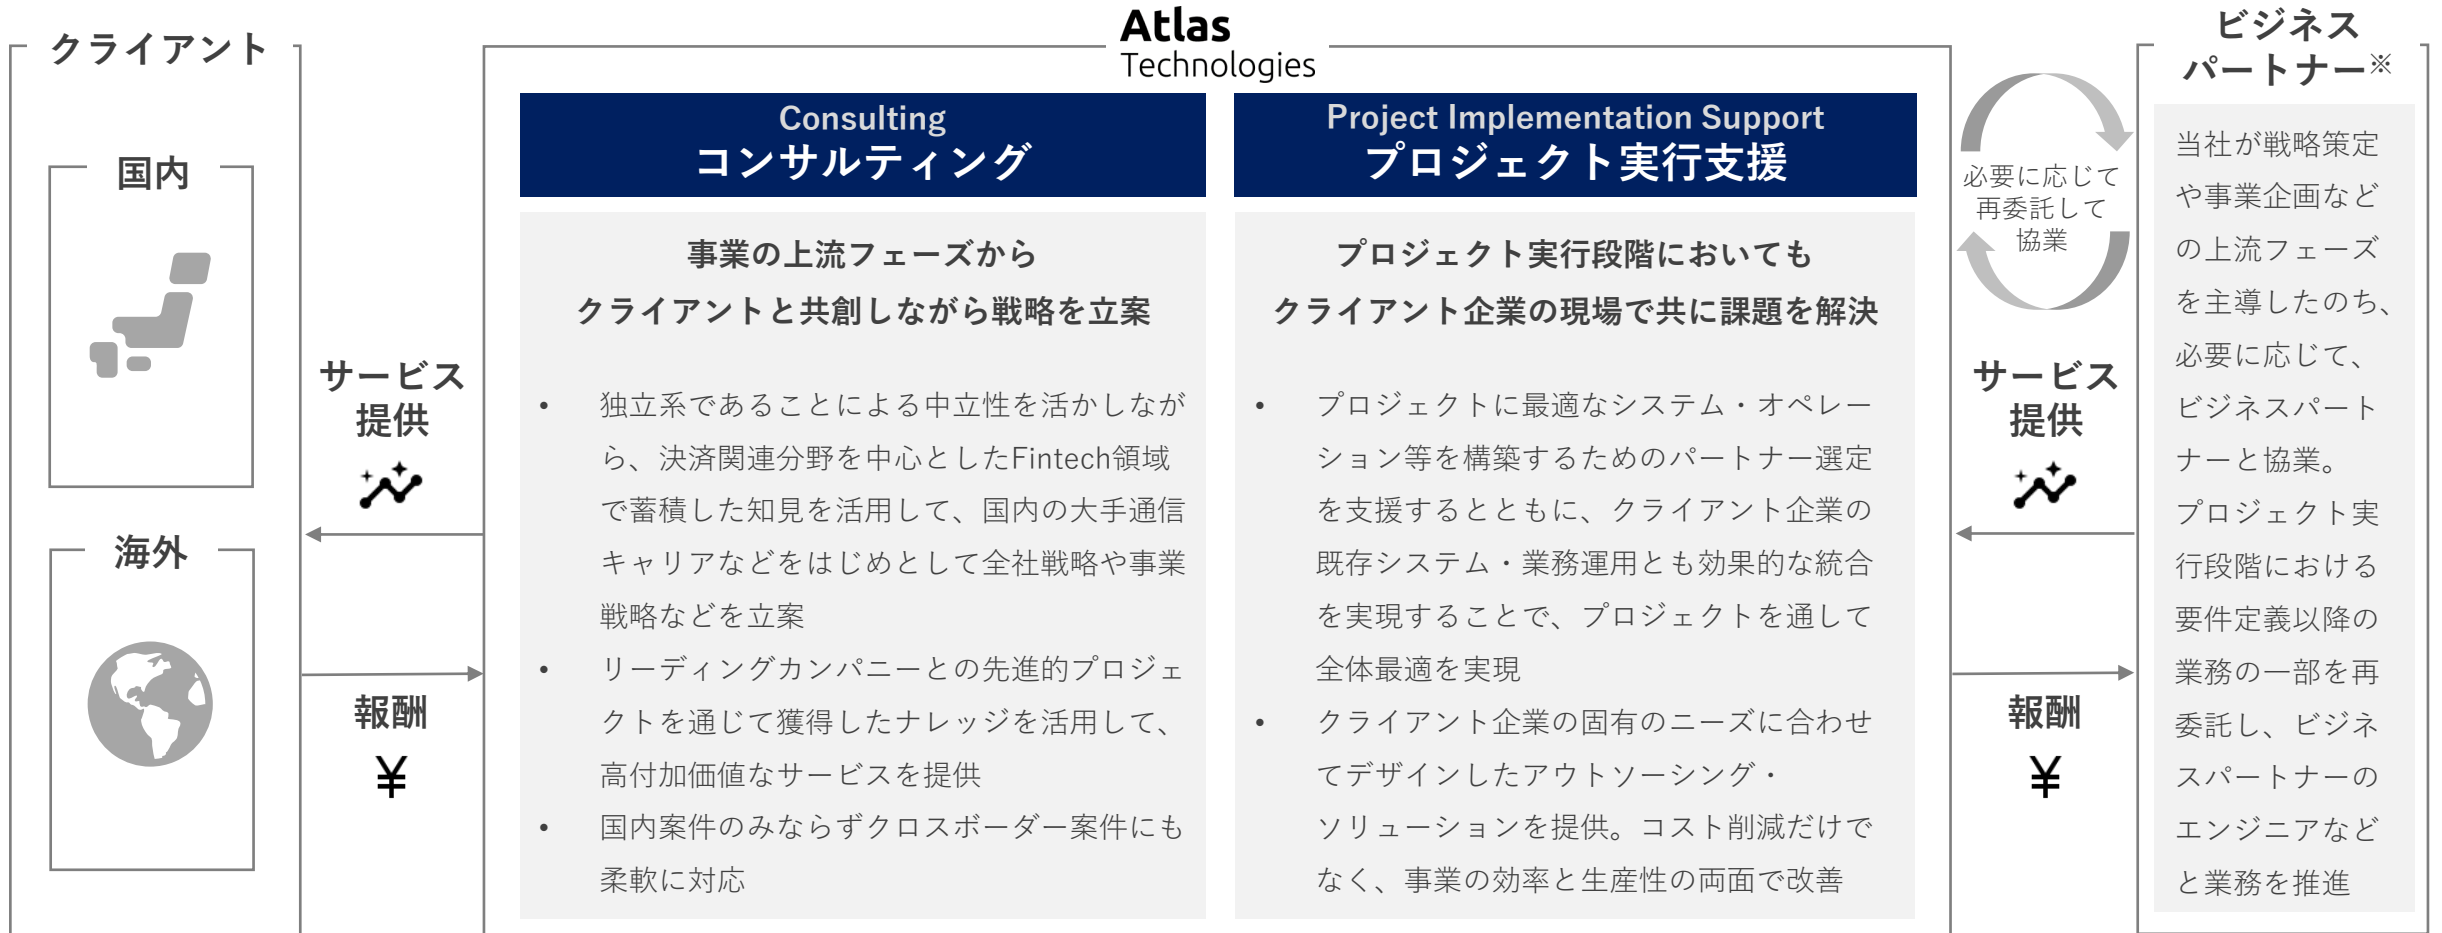 クライアント
国内
海外
サービス
提供
報酬
¥
Atlas
Technologies
Consulting
コンサルティング
事業の上流フェーズから
クライアントと共創しながら戦略を立案
• 独立系であることによる中立性を活かしなが
ら、決済関連分野を中心としたFintech領域
で蓄積した知見を活用して、国内の大手通信
キャリアなどをはじめとして全社戦略や事業
戦略などを立案
• リーディングカンパニーとの先進的プロジェ
クトを通じて獲得したナレッジを活用して、
高付加価値なサービスを提供
• 国内案件のみならずクロスボーダー案件にも
柔軟に対応
Project Implementation Support
プロジェクト実行支援
プロジェクト実行段階においても
クライアント企業の現場で共に課題を解決
• プロジェクトに最適なシステム・オペレー
ション等を構築するためのパートナー選定
を支援するとともに、クライアント企業の
既存システム・業務運用とも効果的な統合
を実現することで、プロジェクトを通して
全体最適を実現
• クライアント企業の固有のニーズに合わせ
てデザインしたアウトソーシング・
ソリューションを提供。コスト削減だけで
なく、事業の効率と生産性の両面で改善
必要に応じて
再委託して
協業
サービス
提供
報酬
¥
ビジネス
パートナー※
当社が戦略策定
や事業企画など
の上流フェーズ
を主導したのち、
必要に応じて、
ビジネスパート
ナーと協業。
プロジェクト実
行段階における
要件定義以降の
業務の一部を再
委託し、ビジネ
スパートナーの
エンジニアなど
と業務を推進